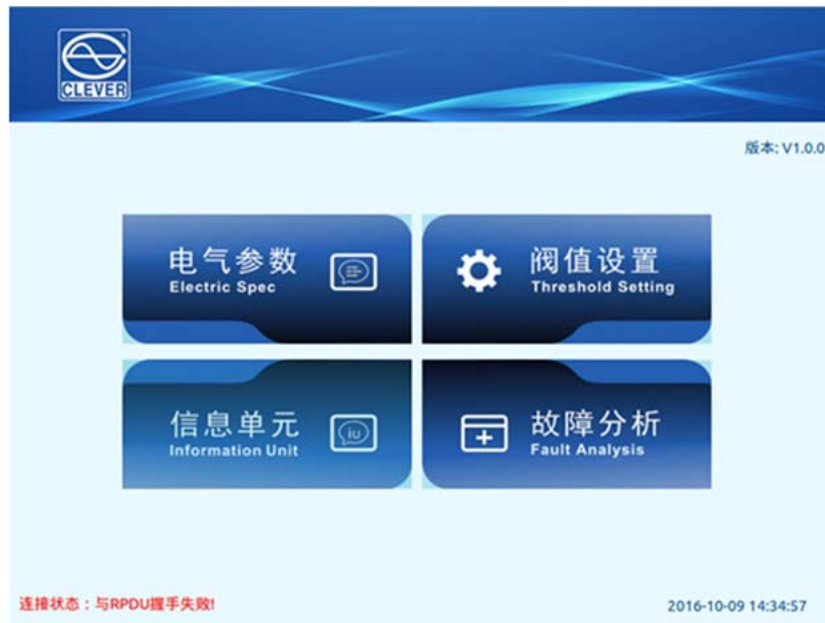 CLEVER
版本: V1.0.0
电气参数
Electric Spec
阀值设置
Threshold Setting
信息单元
iu
Information Unit
故障分析
Fault Analysis
连接状态：与RPDU握手失败!
2016-10-09 14:34:57